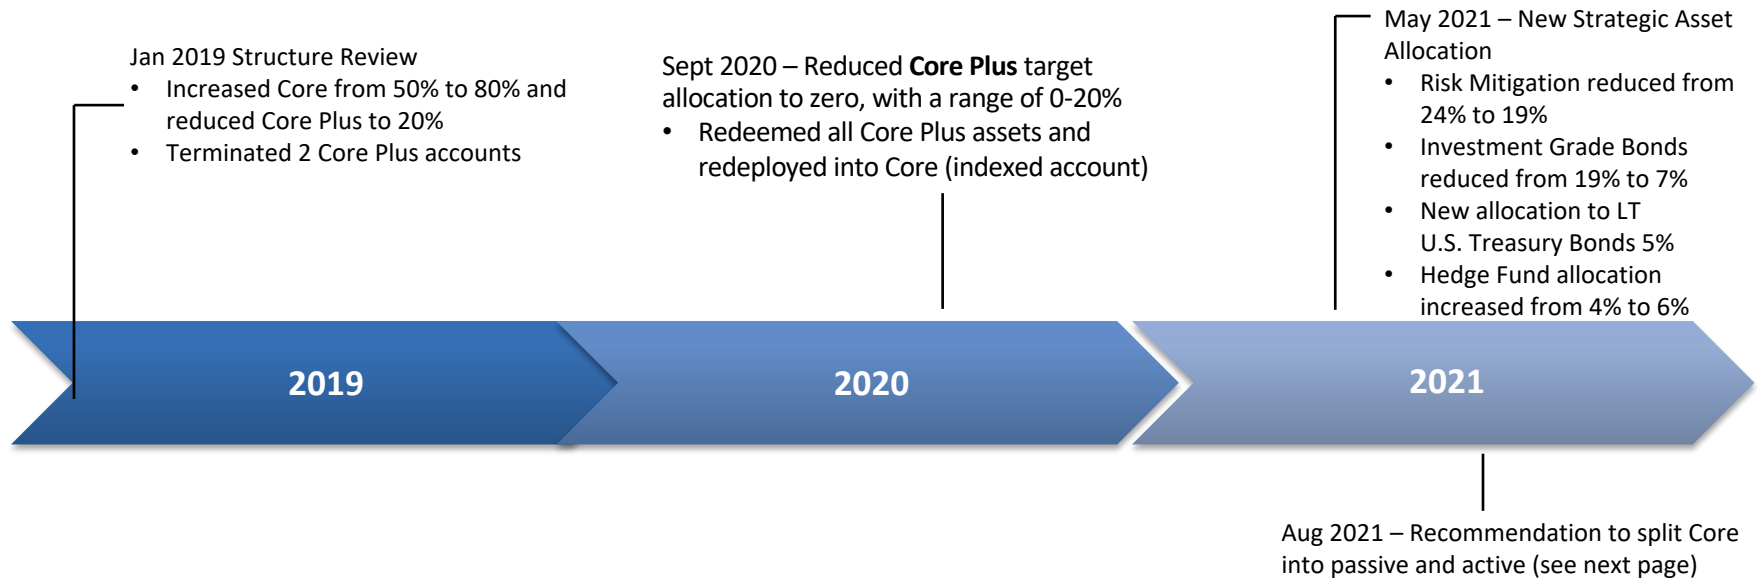 Jan 2019 Structure Review
• Increased Core from 50% to 80% and
reduced Core Plus to 20%
• Terminated 2 Core Plus accounts
Sept 2020 – Reduced Core Plus target
allocation to zero, with a range of 0-20%
• Redeemed all Core Plus assets and
redeployed into Core (indexed account)
May 2021 – New Strategic Asset
Allocation
• Risk Mitigation reduced from
24% to 19%
• Investment Grade Bonds
reduced from 19% to 7%
• New allocation to LT
U.S. Treasury Bonds 5%
• Hedge Fund allocation
increased from 4% to 6%
2019
2020
2021
Aug 2021 – Recommendation to split Core
into passive and active (see next page)